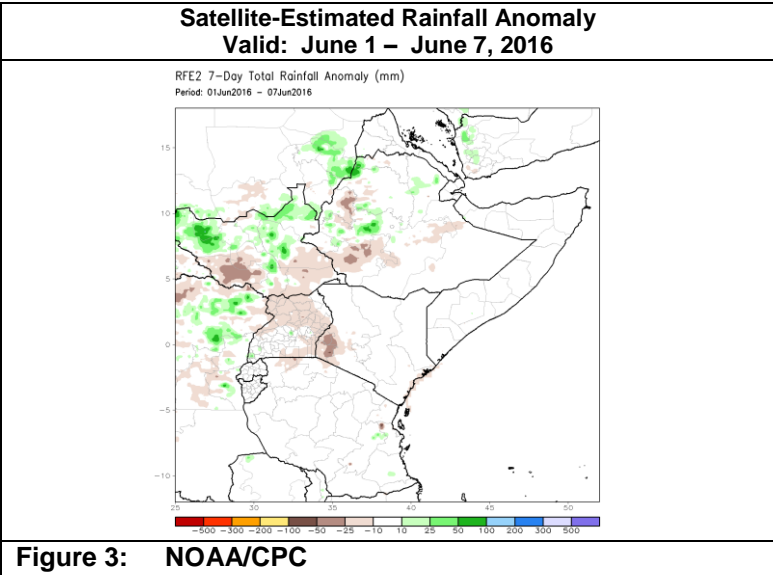 Satellite-Estimated Rainfall Anomaly
Valid: June 1 – June 7, 2016
RFE2 7-Day Total Rainfall Anomaly (mm)
Period: 01Jun2016 – 07Jun2016
15
10
5
0
-5
-10
25 30 35 40 45 50
-500 -300 -200 -100 -50 -25 -10 10 25 50 100 200 300 500
Figure 3: NOAA/CPC